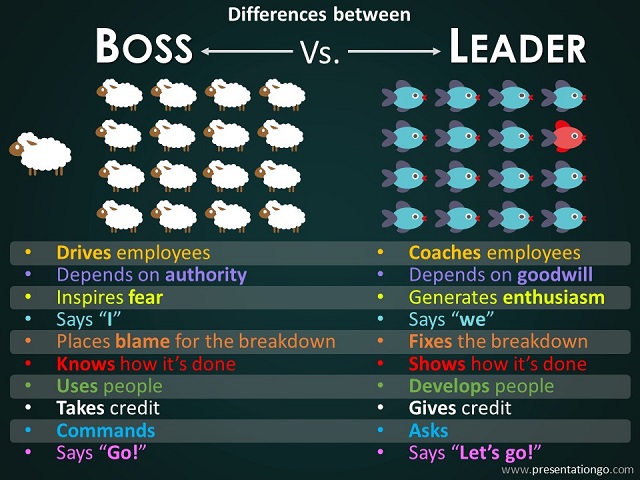 Differences between
BOSS Vs. LEADER
• Drives employees
• Depends on authority
• Inspires fear
• Says “I”
• Places blame for the breakdown
• Knows how it’s done
• Uses people
• Takes credit
• Commands
• Says “Go!”
• Coaches employees
• Depends on goodwill
• Generates enthusiasm
• Says “we”
• Fixes the breakdown
• Shows how it’s done
• Develops people
• Gives credit
• Asks
• Says “Let’s go!”
www.presentationgo.com